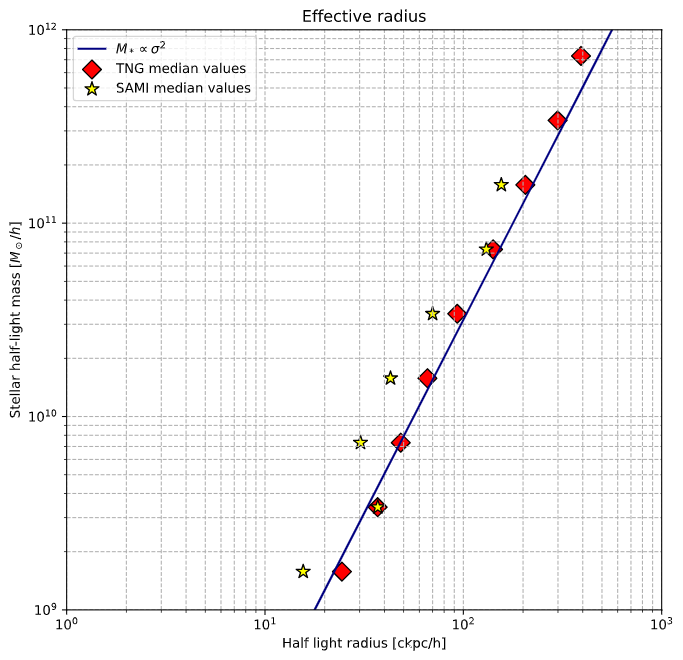 Effective radius
M* ∝ σ²
TNG median values
SAMI median values
10¹²
10¹¹
10¹⁰
10⁹
Stellar half-light mass [M⊙/h]
10⁰ 10¹ 10² 10³
Half light radius [ckpc/h]